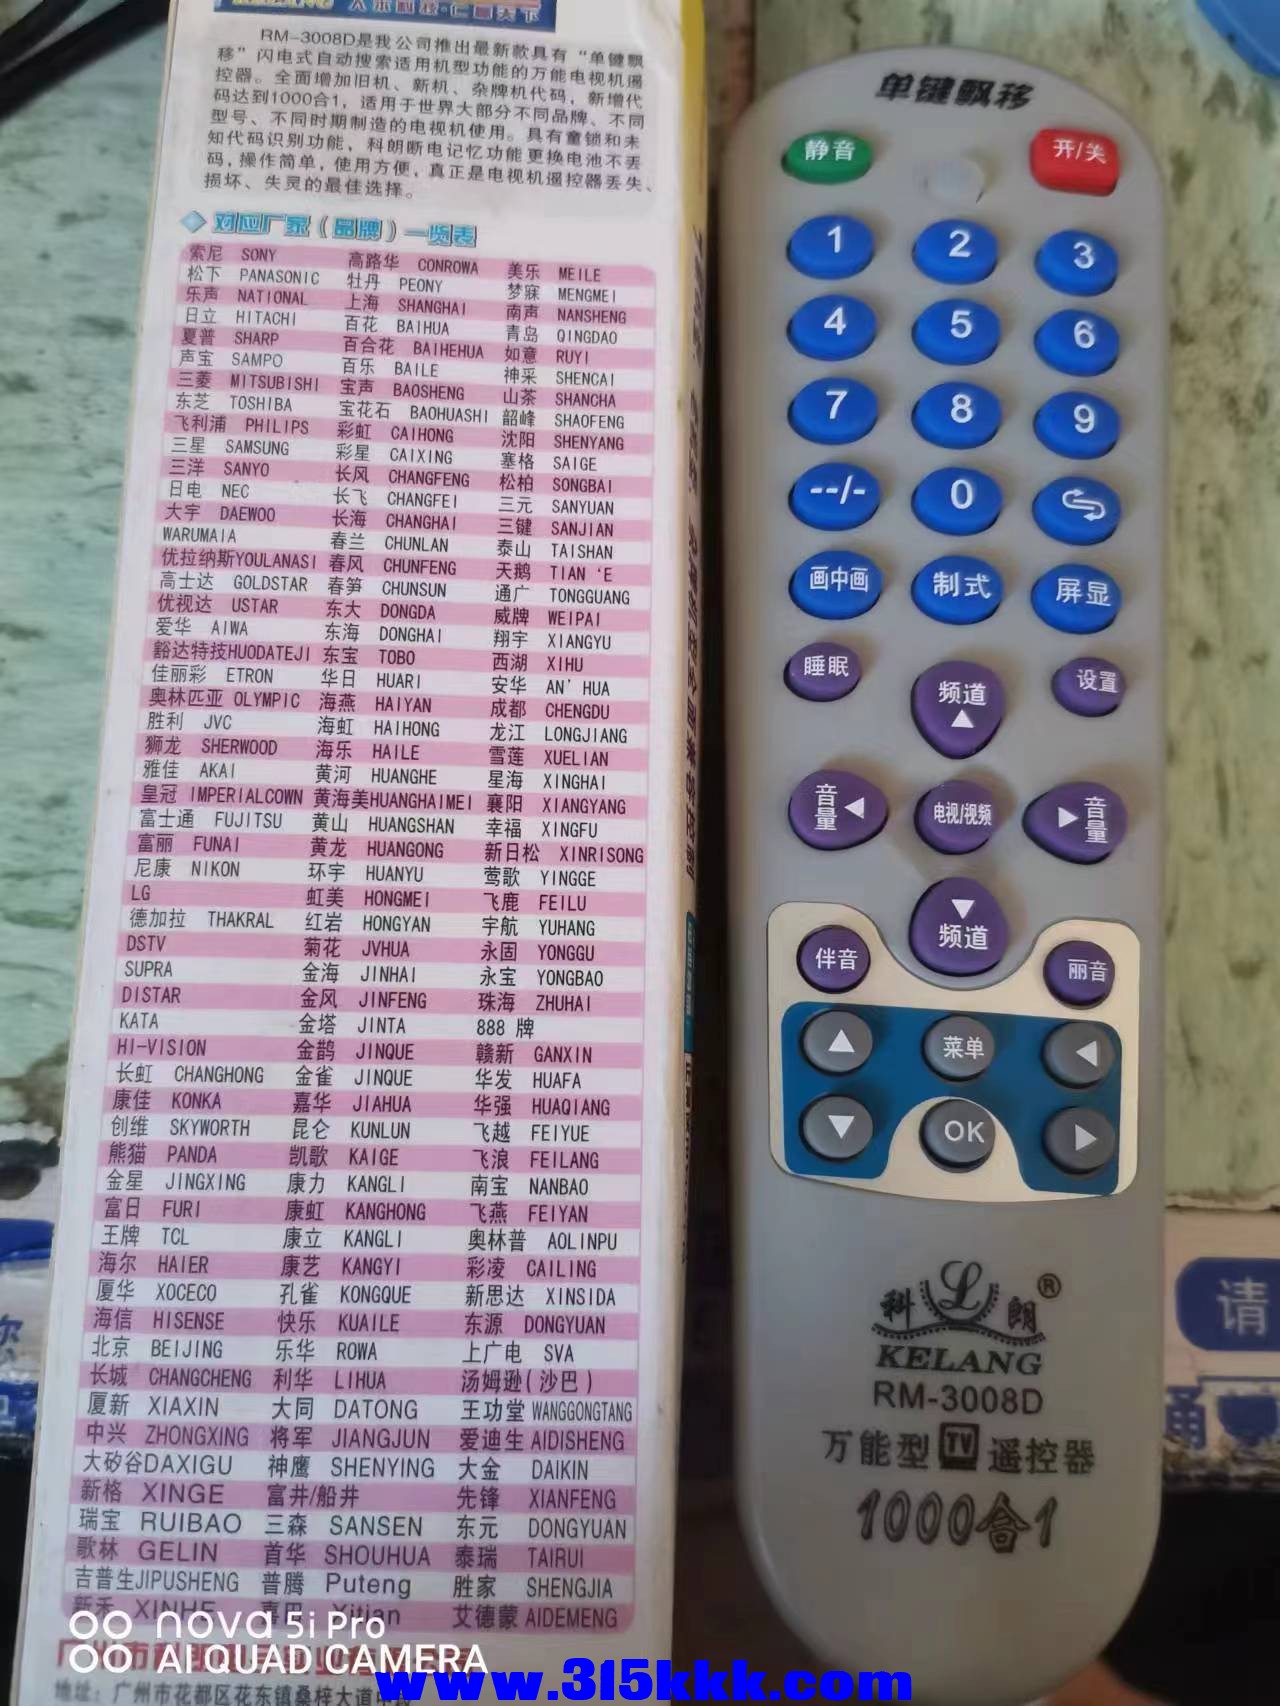 RM-3008D是我公司推出最新款具有“单键飘
移”闪电式自动搜索适用机型功能的万能电视机遥
控器。全面增加旧机、新机、杂牌机代码，新增代
码达到1000合1，适用于世界大部分不同品牌、不同
型号、不同时期制造的电视机使用。具有童锁和未
知代码识别功能，科朗断电记忆功能更换电池不丢
码，操作简单，使用方便，真正是电视机遥控器丢失、
损坏、失灵的最佳选择。
对应厂家（品牌）一览表
索尼 SONY 高路华 CONROWA 美乐 MEILE
松下 PANASONIC 牡丹 PEONY 梦寐 MENGMEI
乐声 NATIONAL 上海 SHANGHAI 南声 NANSHENG
日立 HITACHI 百花 BAIHUA 青岛 QINGDAO
夏普 SHARP 百合花 BAIHEHUA 如意 RUYI
声宝 SAMPO 百乐 BAILE 神采 SHENCAI
三菱 MITSUBISHI 宝声 BAOSHENG 山茶 SHANCHA
东芝 TOSHIBA 宝花石 BAOHUASHI 韶峰 SHAOFENG
飞利浦 PHILIPS 彩虹 CAIHONG 沈阳 SHENYANG
三星 SAMSUNG 彩星 CAIXING 塞格 SAIGE
三洋 SANYO 长风 CHANGFENG 松柏 SONGBAI
日电 NEC 长飞 CHANGFEI 三元 SANYUAN
大宇 DAEWOO 长海 CHANGHAI 三键 SANJIAN
WARUMAIA 春兰 CHUNLAN 泰山 TAISHAN
优拉纳斯YOULANASI 春风 CHUNFENG 天鹅 TIAN‘E
高士达 GOLDSTAR 春笋 CHUNSUN 通广 TONGGUANG
优视达 USTAR 东大 DONGDA 威牌 WEIPAI
爱华 AIWA 东海 DONGHAI 翔宇 XIANGYU
豁达特技HUODATEJI 东宝 TOBO 西湖 XIHU
佳丽彩 ETRON 华日 HUARI 安华 AN'HUA
奥林匹亚 OLYMPIC 海燕 HAIYAN 成都 CHENGDU
胜利 JVC 海虹 HAIHONG 龙江 LONGJIANG
狮龙 SHERWOOD 海乐 HAILE 雪莲 XUELIAN
雅佳 AKAI 黄河 HUANGHE 星海 XINGHAI
皇冠 IMPERIALCOWN 黄海美HUANGHAIMEI 襄阳 XIANGYANG
富士通 FUJITSU 黄山 HUANGSHAN 幸福 XINGFU
富丽 FUNAI 黄龙 HUANGONG 新日松 XINRISONG
尼康 NIKON 环宇 HUANYU 莺歌 YINGGE
LG 虹美 HONGMEI 飞鹿 FEILU
德加拉 THAKRAL 红岩 HONGYAN 宇航 YUHANG
DSTV 菊花 JVHUA 永固 YONGGU
SUPRA 金海 JINHAI 永宝 YONGBAO
DISTAR 金风 JINFENG 珠海 ZHUHAI
KATA 金塔 JINTA 888 牌
HI-VISION 金鹊 JINQUE 赣新 GANXIN
长虹 CHANGHONG 金雀 JINQUE 华发 HUAFA
康佳 KONKA 嘉华 JIAHUA 华强 HUAQIANG
创维 SKYWORTH 昆仑 KUNLUN 飞越 FEIYUE
熊猫 PANDA 凯歌 KAIGE 飞浪 FEILANG
金星 JINGXING 康力 KANGLI 南宝 NANBAO
富日 FURI 康虹 KANGHONG 飞燕 FEIYAN
王牌 TCL 康立 KANGLI 奥林普 AOLINPU
海尔 HAIER 康艺 KANGYI 彩凌 CAILING
厦华 XOCECO 孔雀 KONGQUE 新思达 XINSIDA
海信 HISENSE 快乐 KUAILE 东源 DONGYUAN
北京 BEIJING 乐华 ROWA 上广电 SVA
长城 CHANGCHENG 利华 LIHUA 汤姆逊(沙巴)
厦新 XIAXIN 大同 DATONG 王功堂 WANGGONGTANG
中兴 ZHONGXING 将军 JIANGJUN 爱迪生 AIDISHENG
大矽谷DAXIGU 神鹰 SHENYING 大金 DAIKIN
新格 XINGE 富井/船井 先锋 XIANFENG
瑞宝 RUIBAO 三森 SANSEN 东元 DONGYUAN
歌林 GELIN 首华 SHOUHUA 泰瑞 TAIRUI
吉普生JIPUSHENG 普腾 Puteng 胜家 SHENGJIA
新禾 XINHE Yitian 艾德蒙 AIDEMENG
地址：广州市花都区花东镇桑梓大道中段
nova 5i Pro
AI QUAD CAMERA
www.315kkk.com
单键飘移
静音 开/关
1 2 3
4 5 6
7 8 9
--/- 0
画中画 制式 屏显
睡眠 频道 设置
音量 电视/视频 音量
频道
伴音 丽音
菜单
OK
科 L 朗 ®
KELANG
RM-3008D
万能型 TV 遥控器
1000合1
请